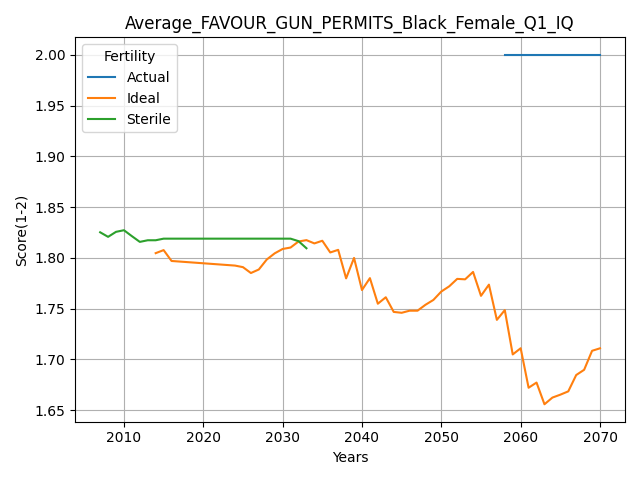 Average_FAVOUR_GUN_PERMITS_Black_Female_Q1_IQ
Fertility
Actual
Ideal
Sterile
Score(1-2)
2.00
1.95
1.90
1.85
1.80
1.75
1.70
1.65
2010 2020 2030 2040 2050 2060 2070
Years